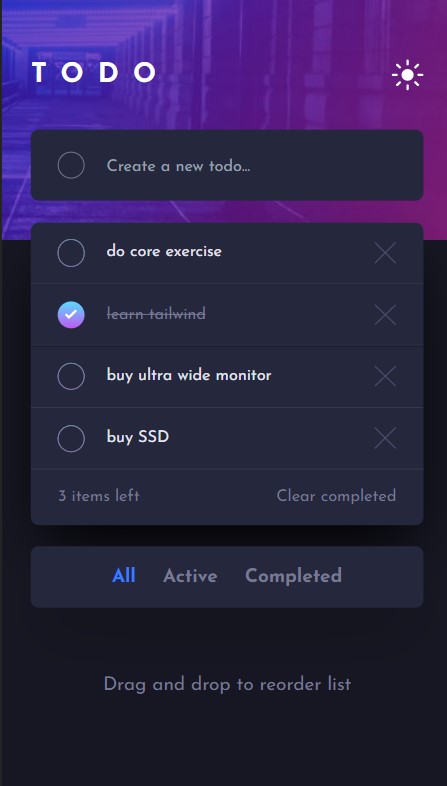 TODO
Create a new todo...
do core exercise
learn tailwind
buy ultra wide monitor
buy SSD
3 items left Clear completed
All Active Completed
Drag and drop to reorder list